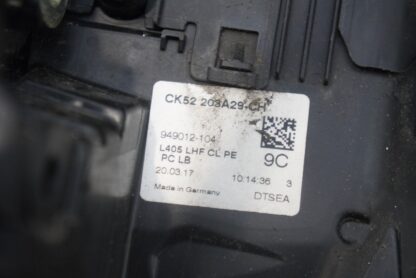 CK52 203A29-CH
949012-104
L405 LHF CL PE
PC LB
9C
20.03.17 10:14:36 3
Made in Germany DTSEA